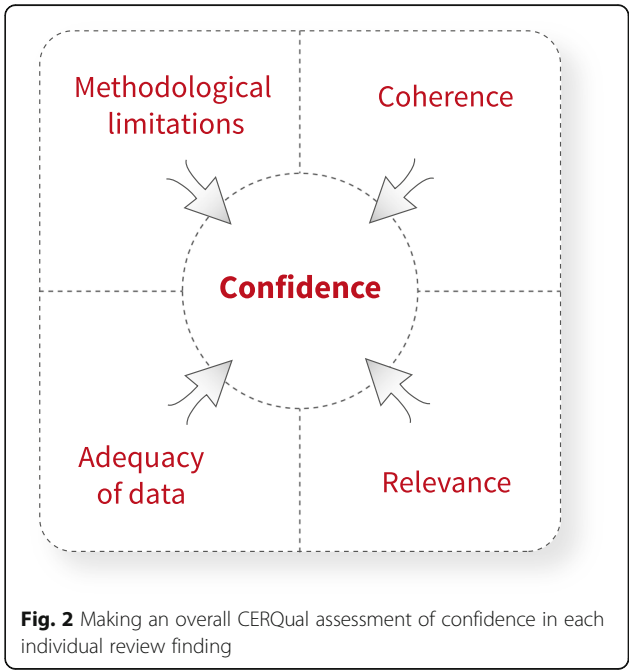 Methodological
limitations
Coherence
Confidence
Adequacy
of data
Relevance
Fig. 2 Making an overall CERQual assessment of confidence in each
individual review finding